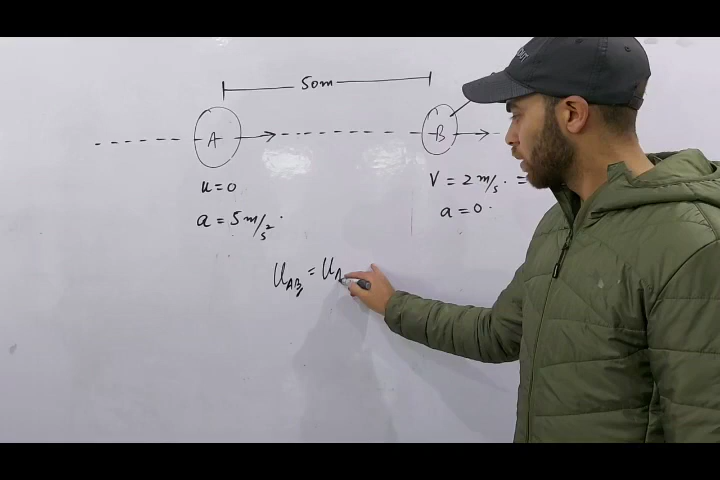 50m
A B
u=0 V = 2 m/s. =
a = 5 m/s². a=0.
U_AB = U_A